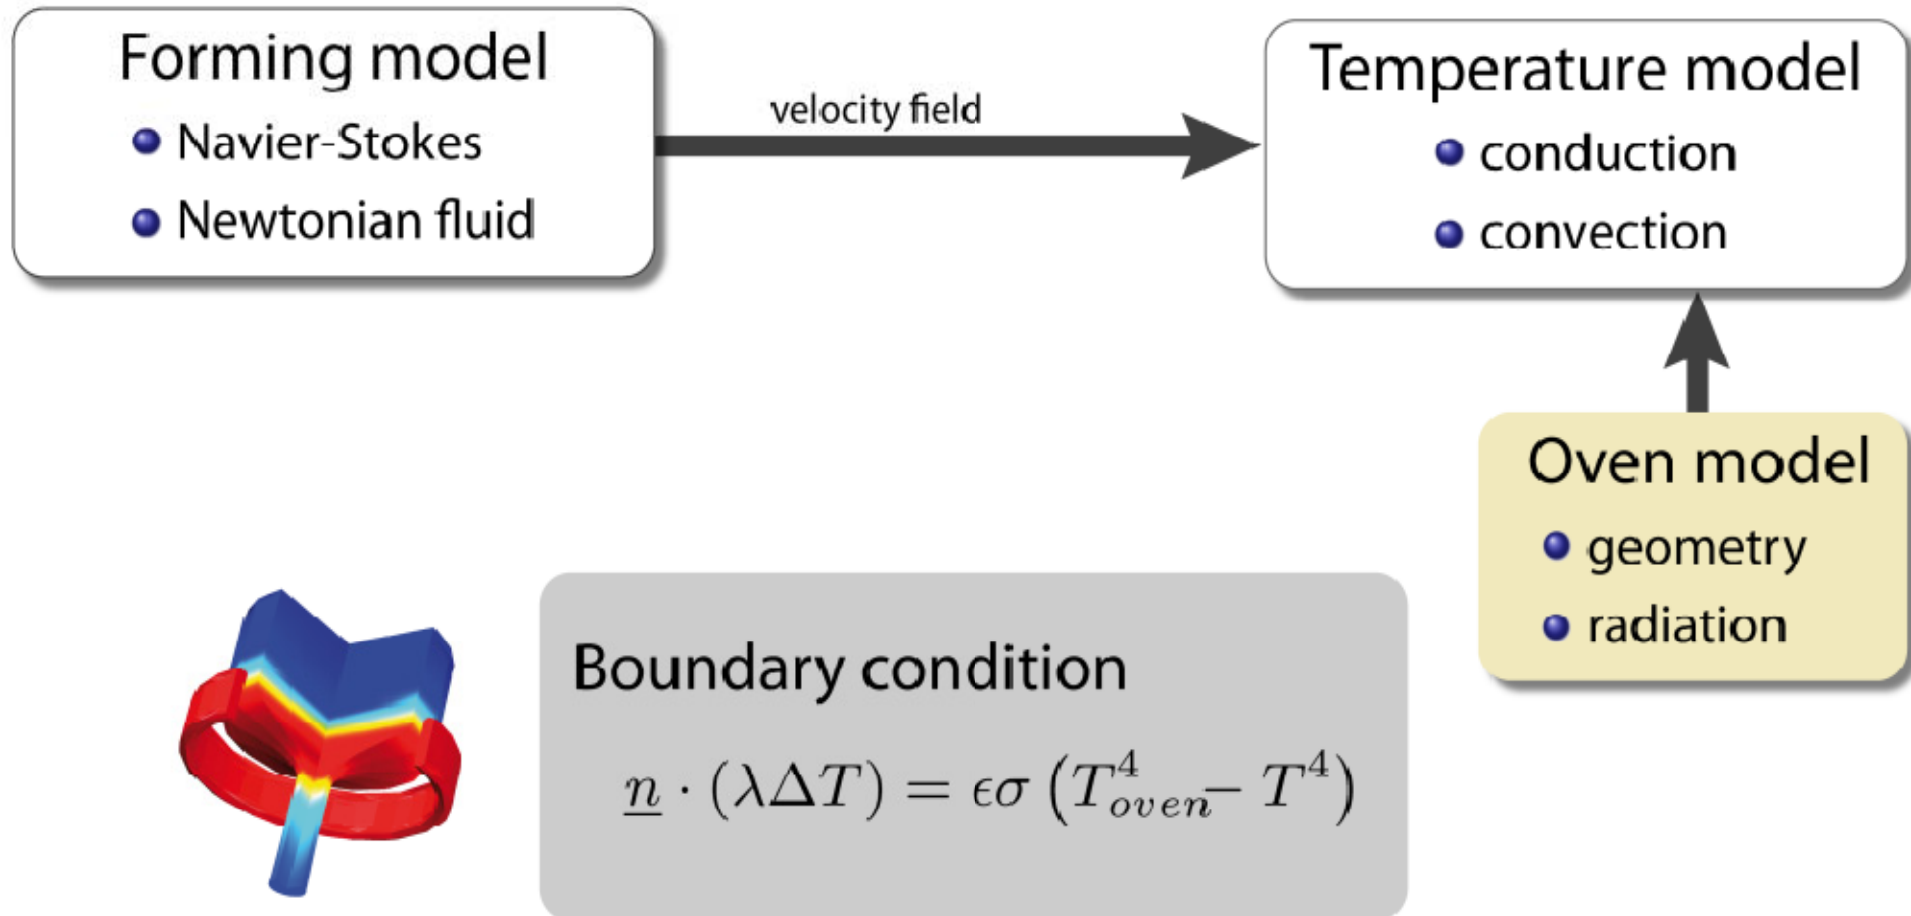 Forming model
Navier-Stokes
Newtonian fluid
velocity field
Temperature model
conduction
convection
Oven model
geometry
radiation
Boundary condition
n · (λΔT) = ϵσ (T⁴oven − T⁴)